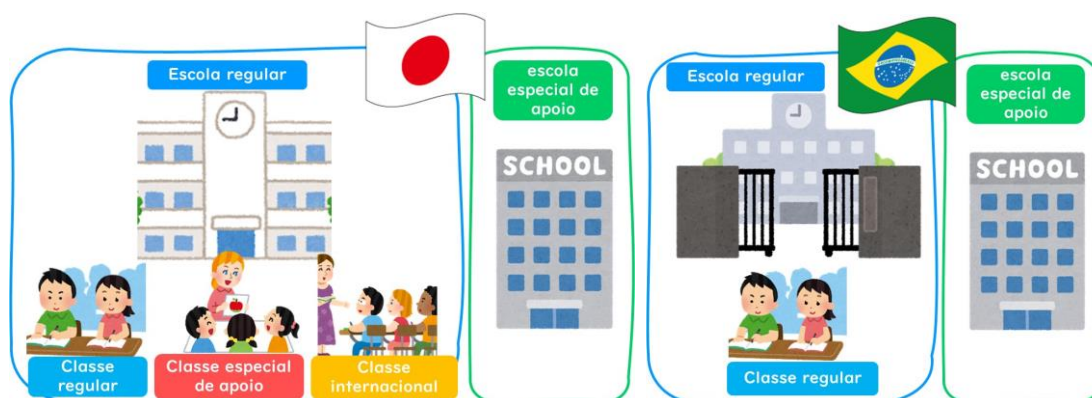 Escola regular
Classe
regular
Classe especial
de apoio
Classe
internacional
escola
especial de
apoio
SCHOOL
Escola regular
Classe regular
escola
especial de
apoio
SCHOOL